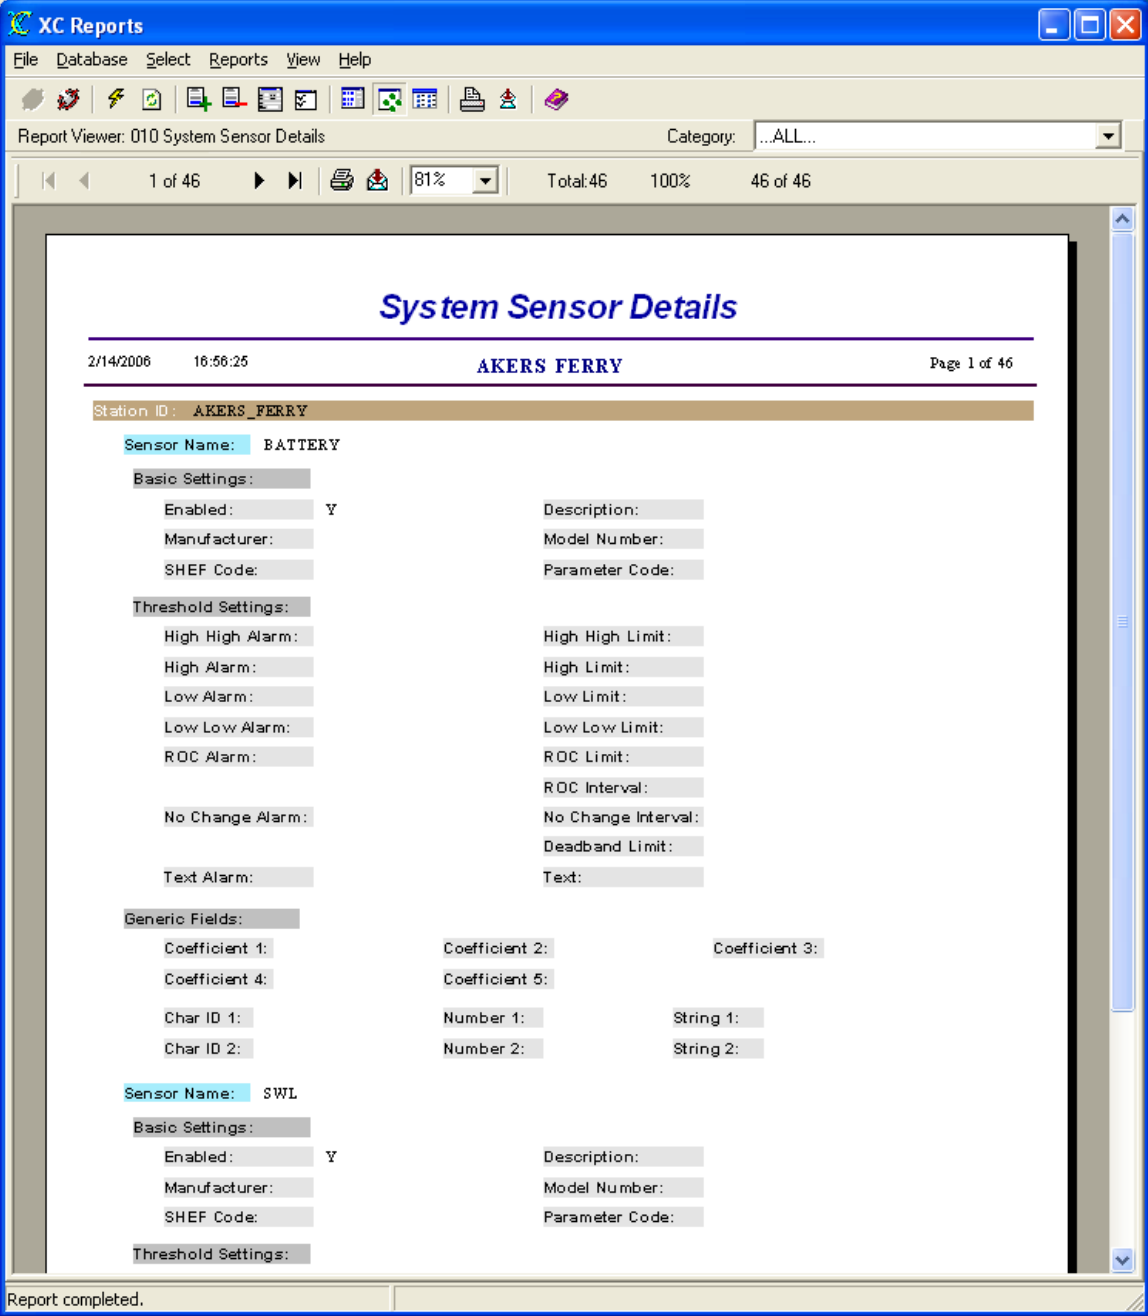 XC Reports
File Database Select Reports View Help
Report Viewer: 010 System Sensor Details Category: ...ALL...
1 of 46 81% Total:46 100% 46 of 46
System Sensor Details
2/14/2006 16:56:25 AKERS FERRY Page 1 of 46
Station ID: AKERS_FERRY
Sensor Name: BATTERY
Basic Settings:
Enabled: Y Description:
Manufacturer: Model Number:
SHEF Code: Parameter Code:
Threshold Settings:
High High Alarm: High High Limit:
High Alarm: High Limit:
Low Alarm: Low Limit:
Low Low Alarm: Low Low Limit:
ROC Alarm: ROC Limit:
ROC Interval:
No Change Alarm: No Change Interval:
Deadband Limit:
Text Alarm: Text:
Generic Fields:
Coefficient 1: Coefficient 2: Coefficient 3:
Coefficient 4: Coefficient 5:
Char ID 1: Number 1: String 1:
Char ID 2: Number 2: String 2:
Sensor Name: SWL
Basic Settings:
Enabled: Y Description:
Manufacturer: Model Number:
SHEF Code: Parameter Code:
Threshold Settings:
Report completed.